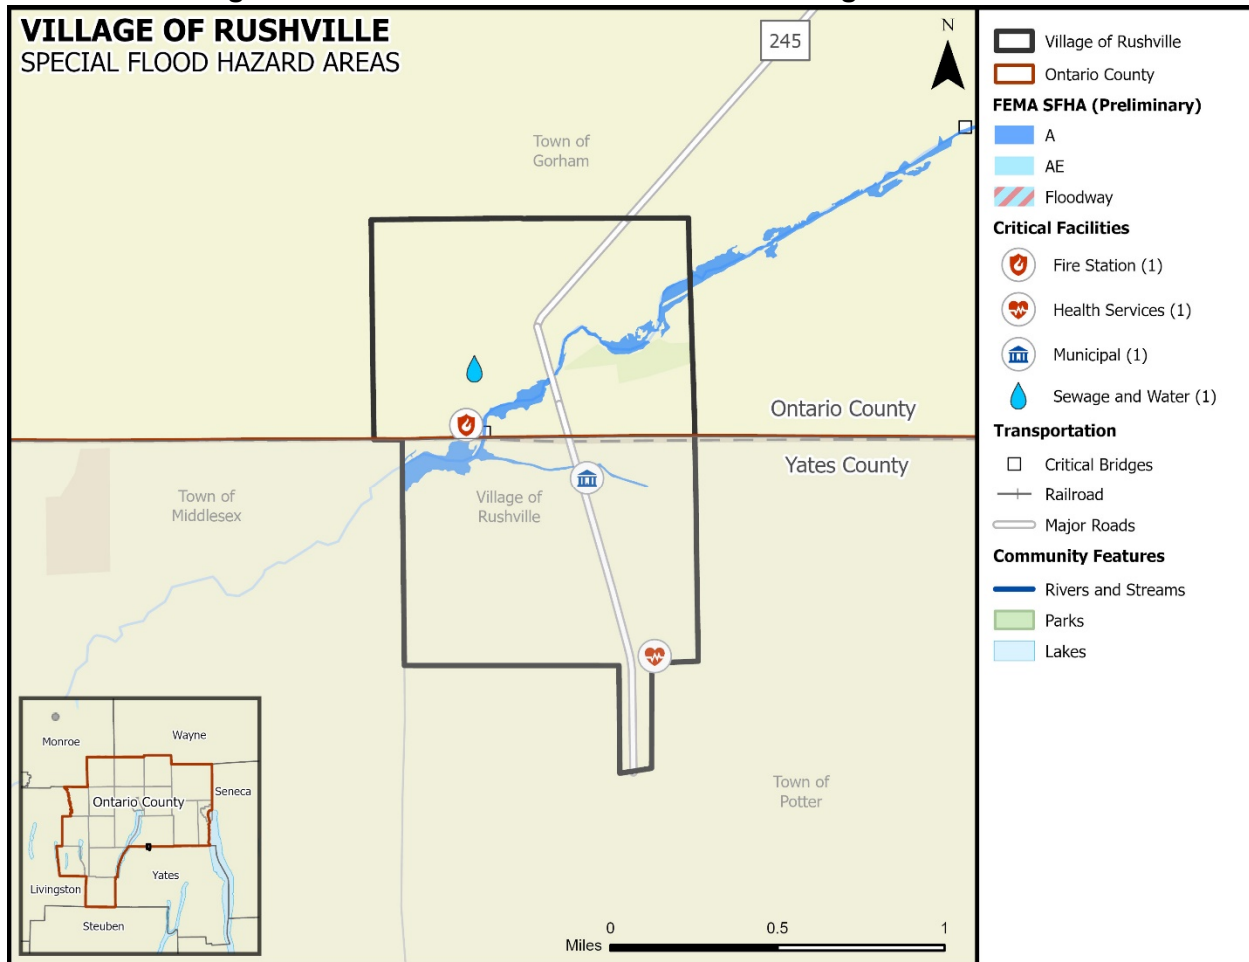 VILLAGE OF RUSHVILLE
SPECIAL FLOOD HAZARD AREAS
245
N
Town of
Gorham
Ontario County
Yates County
Town of
Middlesex
Village of
Rushville
Town of
Potter
Monroe
Wayne
Ontario County
Seneca
Livingston
Yates
Steuben
0
1
Miles
Village of Rushville
Ontario County
FEMA SFHA (Preliminary)
A
AE
Floodway
Critical Facilities
Fire Station (1)
Health Services (1)
Municipal (1)
Sewage and Water (1)
Transportation
Critical Bridges
Railroad
Major Roads
Community Features
Rivers and Streams
Parks
Lakes
0.5